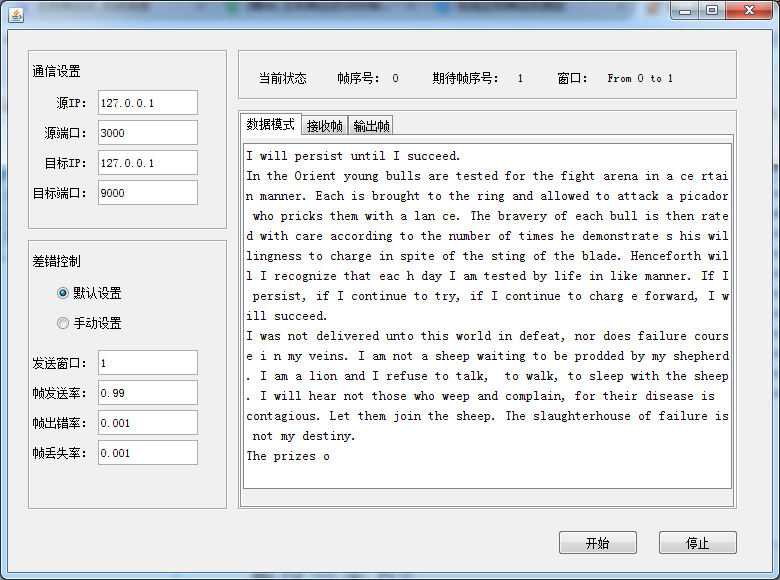 通信设置
源IP: 127.0.0.1
源端口: 3000
目标IP: 127.0.0.1
目标端口: 9000
差错控制
默认设置
手动设置
发送窗口: 1
帧发送率: 0.99
帧出错率: 0.001
帧丢失率: 0.001
当前状态 帧序号: 0 期待帧序号: 1 窗口: From 0 to 1
数据模式 接收帧 输出帧
I will persist until I succeed.
In the Orient young bulls are tested for the fight arena in a ce rtai
n manner. Each is brought to the ring and allowed to attack a picador
who pricks them with a lan ce. The bravery of each bull is then rate
d with care according to the number of times he demonstrate s his wil
lingness to charge in spite of the sting of the blade. Henceforth wil
l I recognize that eac h day I am tested by life in like manner. If I
persist, if I continue to try, if I continue to charg e forward, I w
ill succeed.
I was not delivered unto this world in defeat, nor does failure cours
e i n my veins. I am not a sheep waiting to be prodded by my shepherd
. I am a lion and I refuse to talk,  to walk, to sleep with the sheep
. I will hear not those who weep and complain, for their disease is
contagious. Let them join the sheep. The slaughterhouse of failure is
not my destiny.
The prizes o
开始 停止